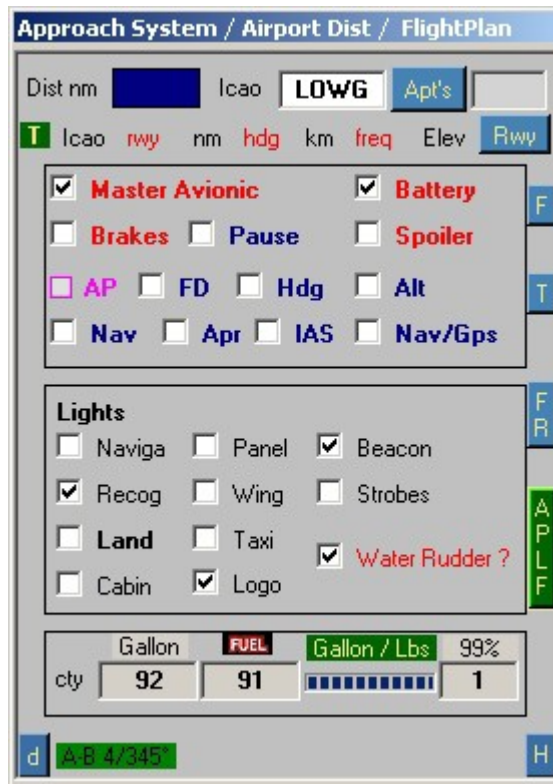 Approach System / Airport Dist / FlightPlan
Dist nm Icao LOWG Apt's
T Icao rwy nm hdg km freq Elev Rwy
Master Avionic Battery F
Brakes Pause Spoiler
AP FD Hdg Alt T
Nav Apr IAS Nav/Gps
Lights F R
Naviga Panel Beacon
Recog Wing Strobes
Land Taxi Water Rudder ? A P L F
Cabin Logo
Gallon FUEL Gallon / Lbs 99%
cty 92 91 1
d A-B 4/345° H